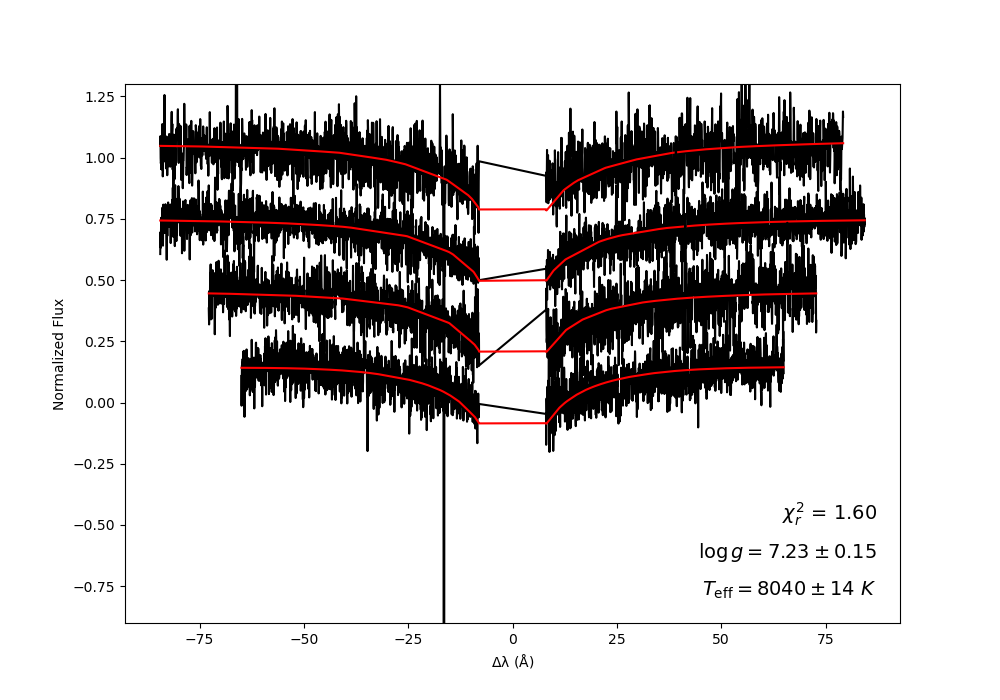 1.25
1.00
0.75
0.50
0.25
0.00
−0.25
−0.50
−0.75
Normalized Flux
χ²ᵣ = 1.60
log g = 7.23 ± 0.15
T_eff = 8040 ± 14 K
−75 −50 −25 0 25 50 75
Δλ (Å)